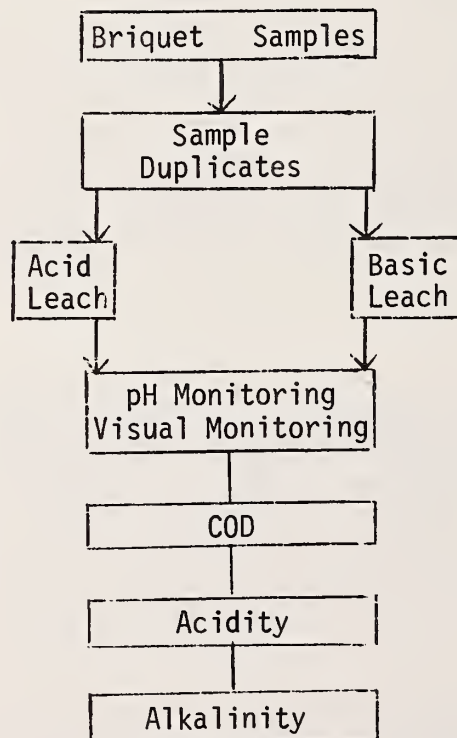 Briquet Samples
Sample
Duplicates
Acid
Leach
Basic
Leach
pH Monitoring
Visual Monitoring
COD
Acidity
Alkalinity